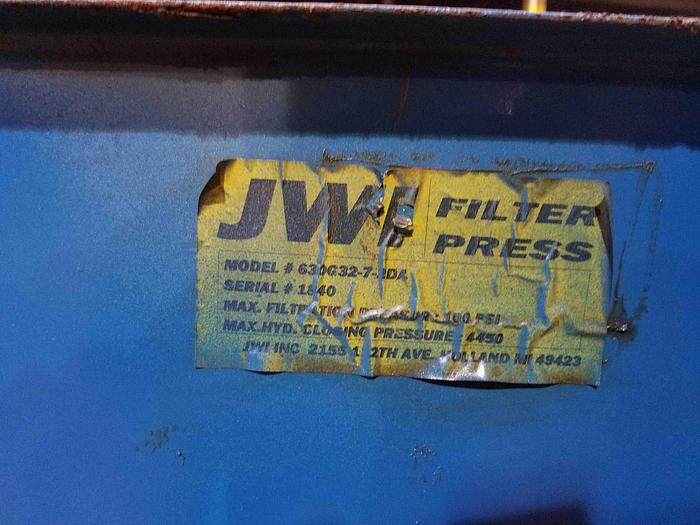 JWI
FILTER
PRESS
MODEL # 630G32-7-2DA
SERIAL # 1840
MAX. FILTRATION PRESSURE 100 PSI
MAX.HYD. CLOSING PRESSURE 4450
JWI INC 2155 112TH AVE. HOLLAND MI 49423